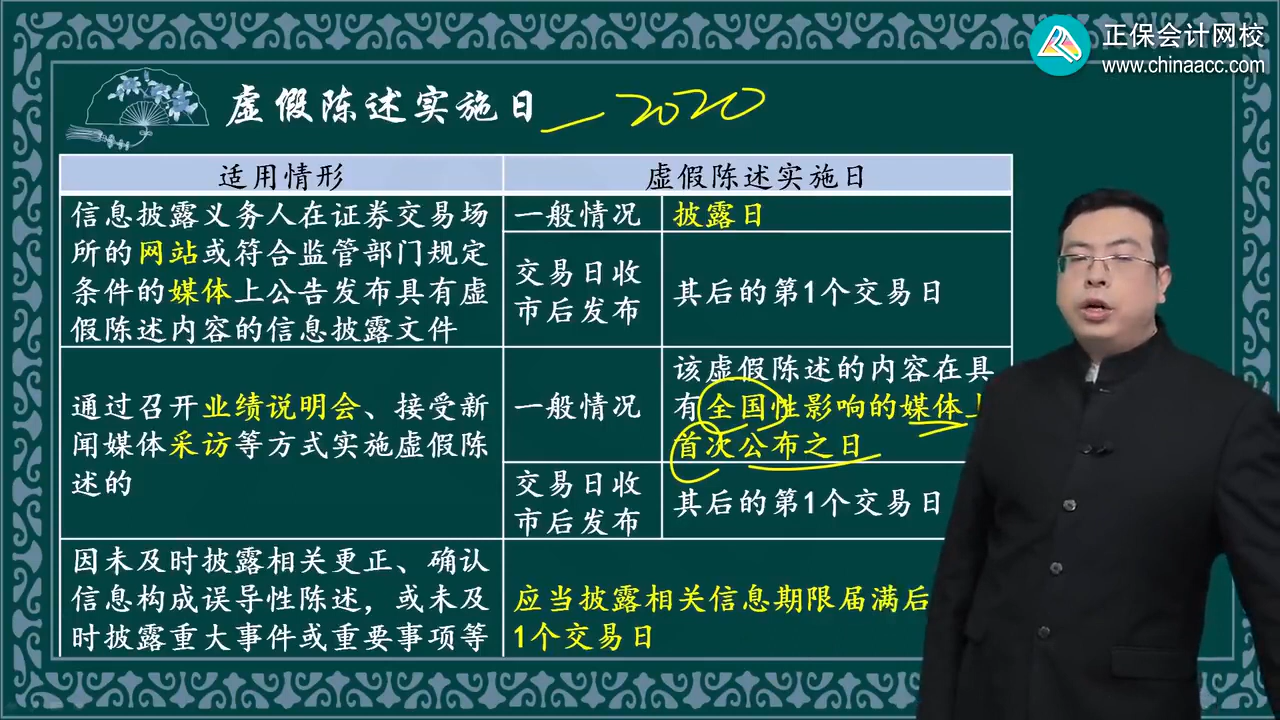 正保会计网校
www.chinaacc.com
虚假陈述实施日 2020
适用情形
虚假陈述实施日
信息披露义务人在证券交易场
所的网站或符合监管部门规定
条件的媒体上公告发布具有虚
假陈述内容的信息披露文件
一般情况
披露日
交易日收
市后发布
其后的第1个交易日
通过召开业绩说明会、接受新
闻媒体采访等方式实施虚假陈
述的
一般情况
该虚假陈述的内容在具
有全国性影响的媒体上
首次公布之日
交易日收
市后发布
其后的第1个交易日
因未及时披露相关更正、确认
信息构成误导性陈述，或未及
时披露重大事件或重要事项等
应当披露相关信息期限届满后
1个交易日